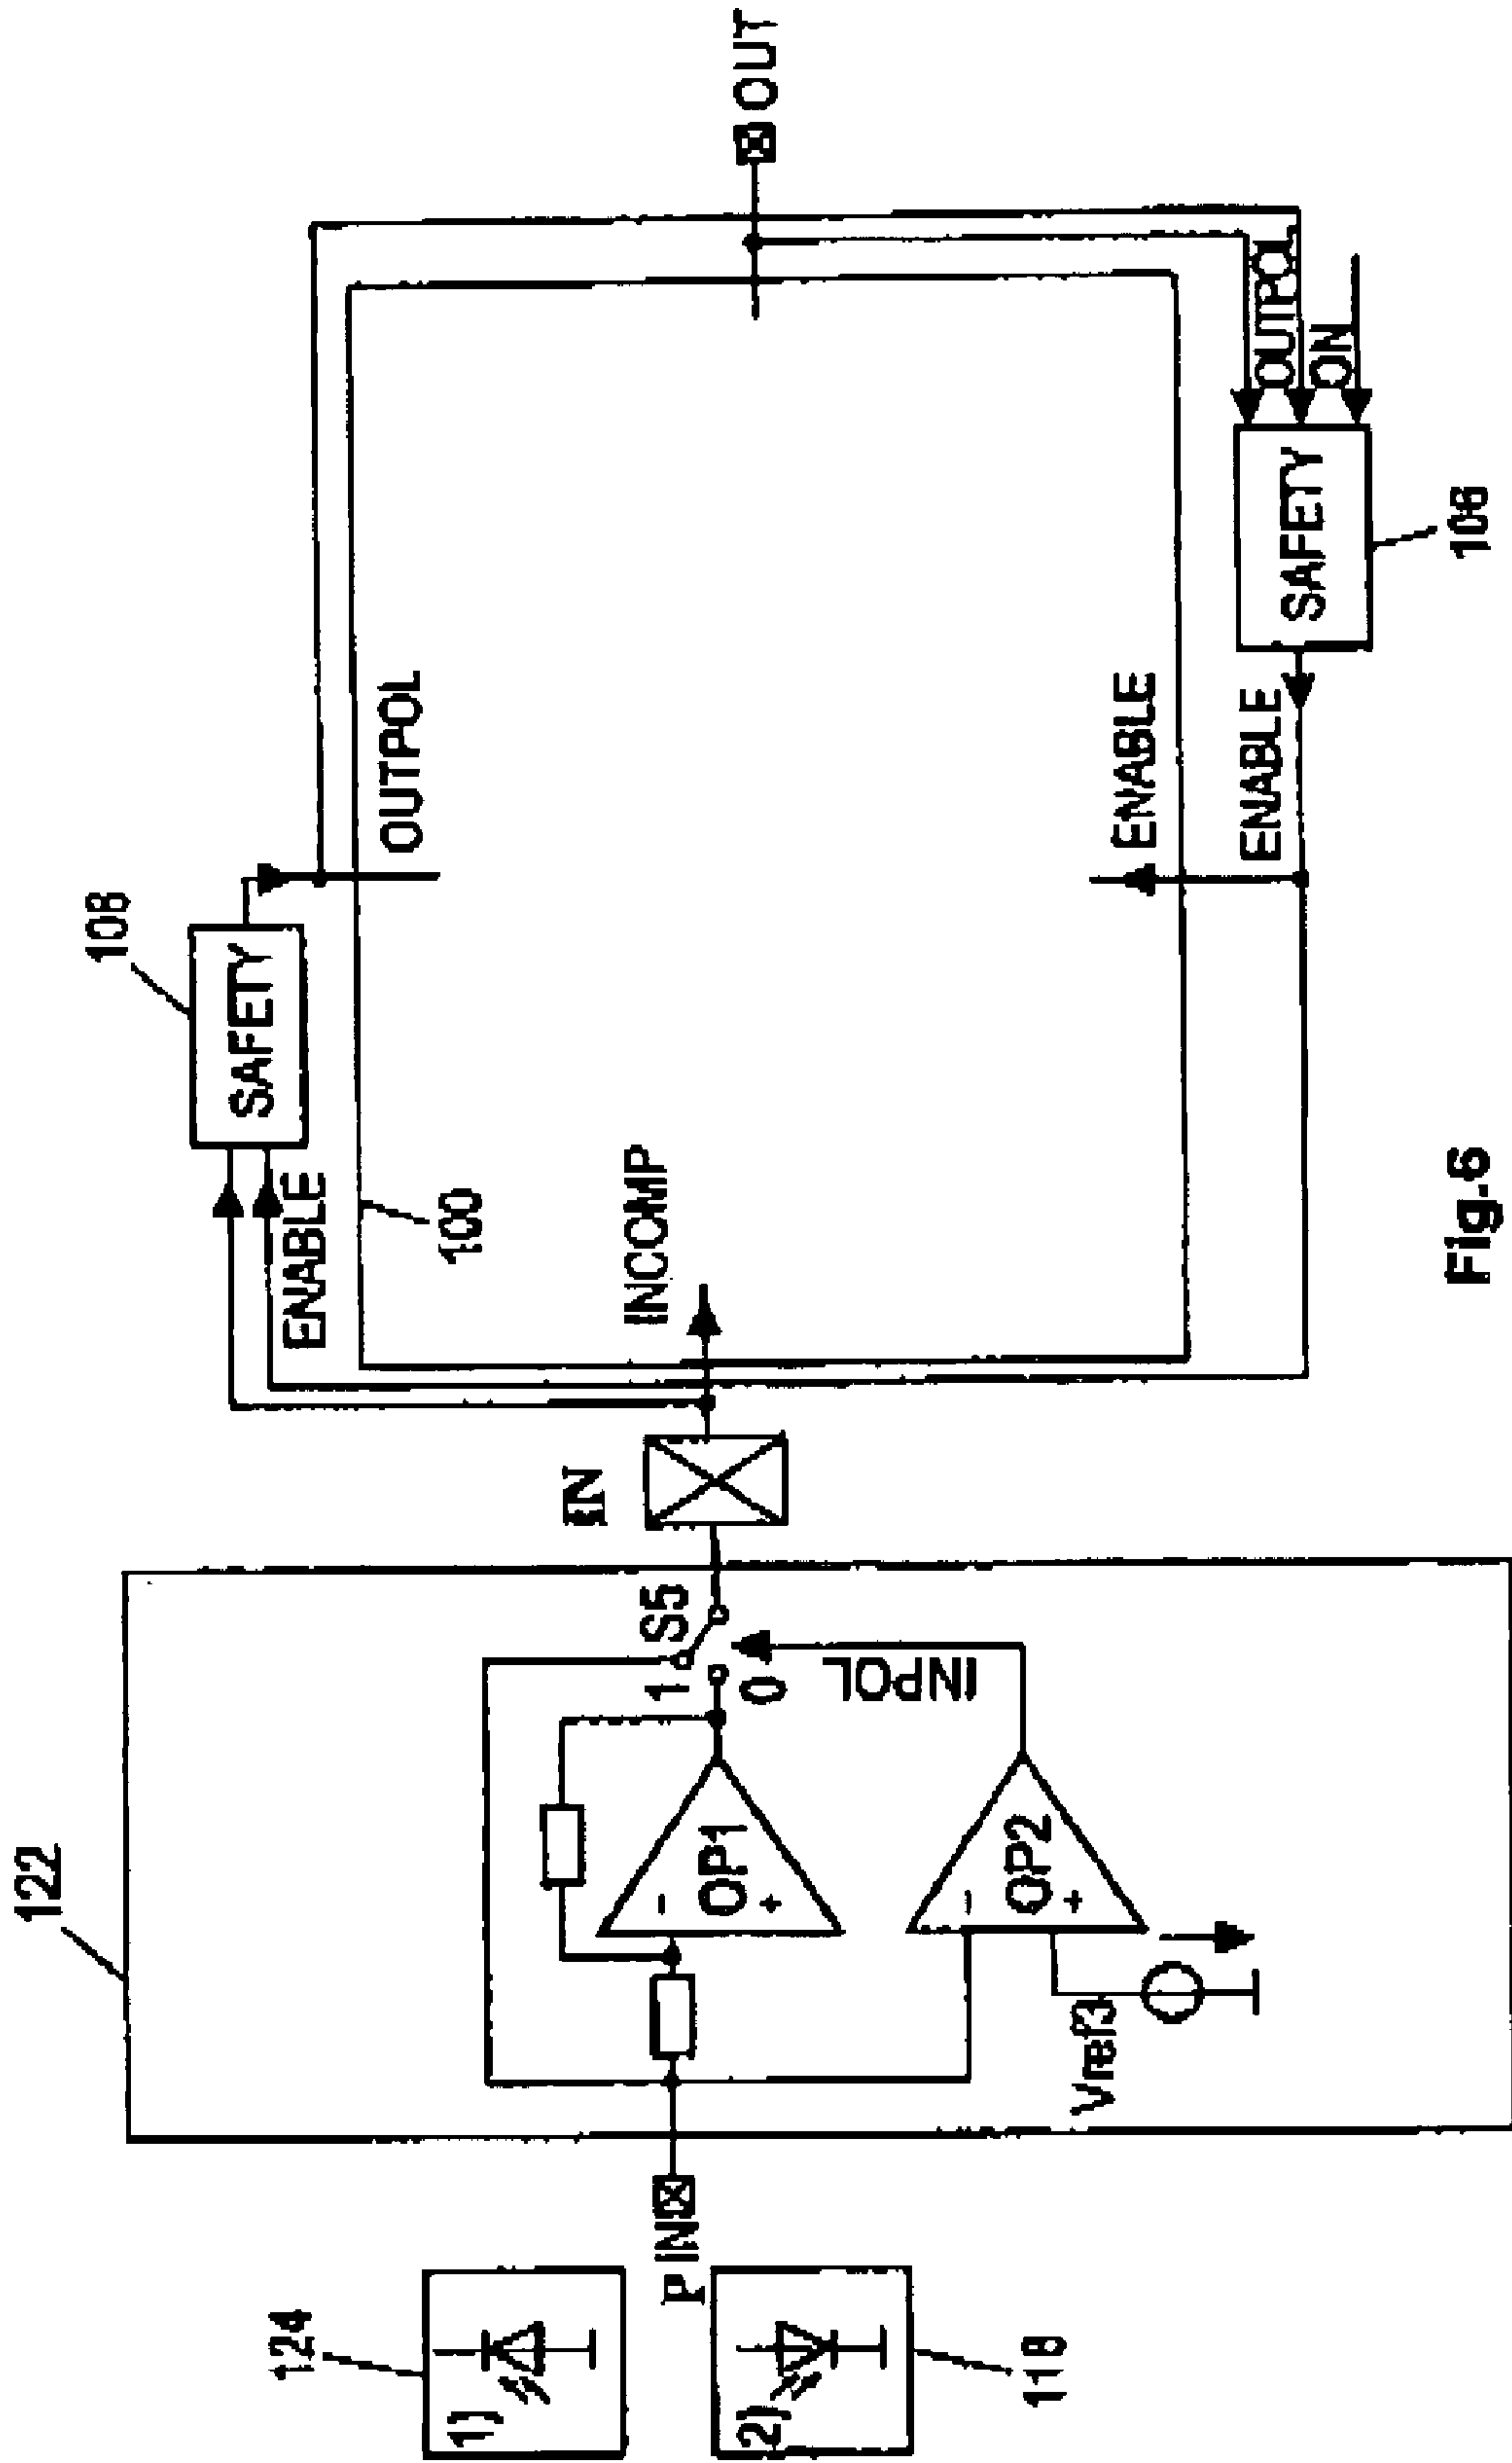 122
108
SAFETY
ENABLE
OUTPOL
100
124
1)
P IN
2)
118
-
OP1
+
1
S5
0
INPOL
-
OP2
+
Vref3
IN
INCOMP
OUT
ENABLE
ENABLE
SAFETY
OUTPOL
ON
106
Fig.6